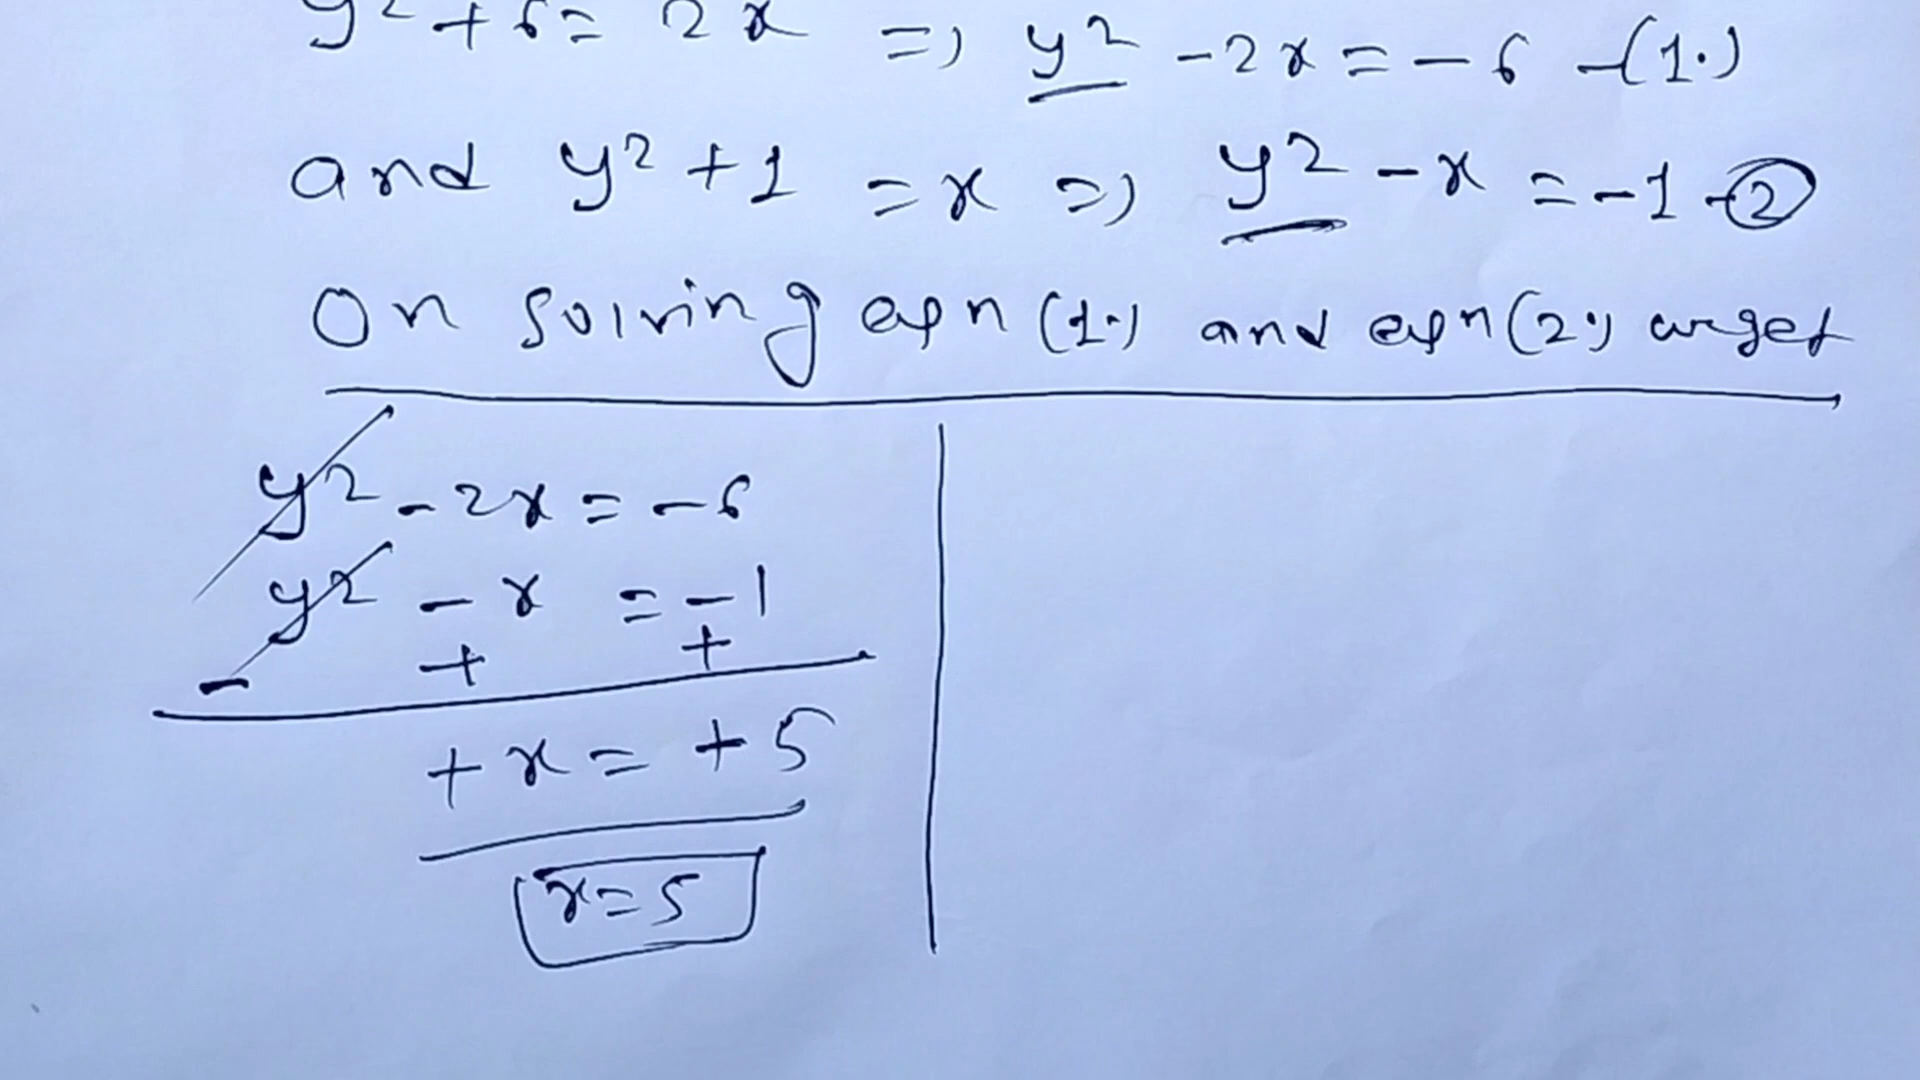 y² + 6 = 2x => y² - 2x = -6 -(1.)
and y² + 1 = x => y² - x = -1 - 2
On solving eqn (1.) and eqn (2.) we get
y² - 2x = -6
y² - x = -1
- + +
+ x = + 5
x = 5